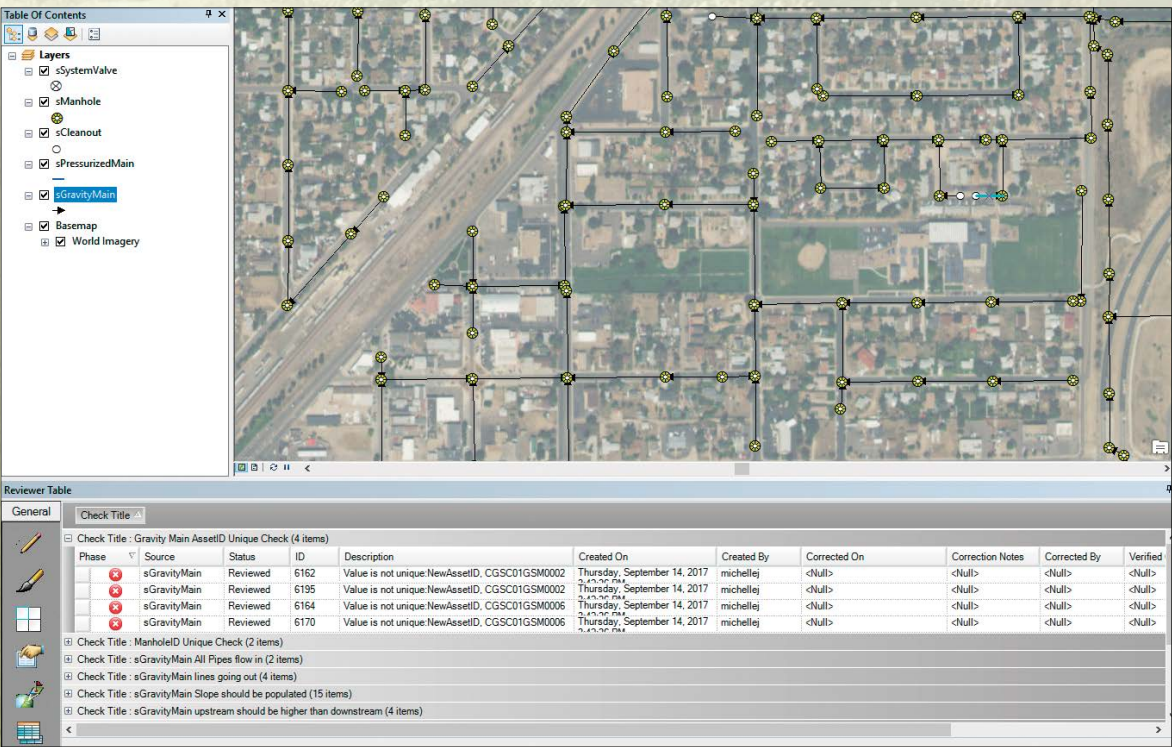 Table Of Contents
Layers
sSystemValve
sManhole
sCleanout
sPressurizedMain
sGravityMain
Basemap
World Imagery
Reviewer Table
General
Check Title
Check Title : Gravity Main AssetID Unique Check (4 items)
Phase Source Status ID Description Created On Created By Corrected On Correction Notes Corrected By Verified
sGravityMain Reviewed 6162 Value is not unique:NewAssetID, CGSC01GSM0002 Thursday, September 14, 2017 michellej <Null> <Null> <Null> <Null>
sGravityMain Reviewed 6195 Value is not unique:NewAssetID, CGSC01GSM0002 Thursday, September 14, 2017 michellej <Null> <Null> <Null> <Null>
sGravityMain Reviewed 6164 Value is not unique:NewAssetID, CGSC01GSM0006 Thursday, September 14, 2017 michellej <Null> <Null> <Null> <Null>
sGravityMain Reviewed 6170 Value is not unique:NewAssetID, CGSC01GSM0006 Thursday, September 14, 2017 michellej <Null> <Null> <Null> <Null>
Check Title : ManholeID Unique Check (2 items)
Check Title : sGravityMain All Pipes flow in (2 items)
Check Title : sGravityMain lines going out (4 items)
Check Title : sGravityMain Slope should be populated (15 items)
Check Title : sGravityMain upstream should be higher than downstream (4 items)